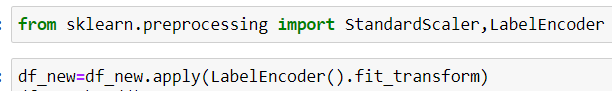 from sklearn.preprocessing import StandardScaler,LabelEncoder
df_new=df_new.apply(LabelEncoder().fit_transform)